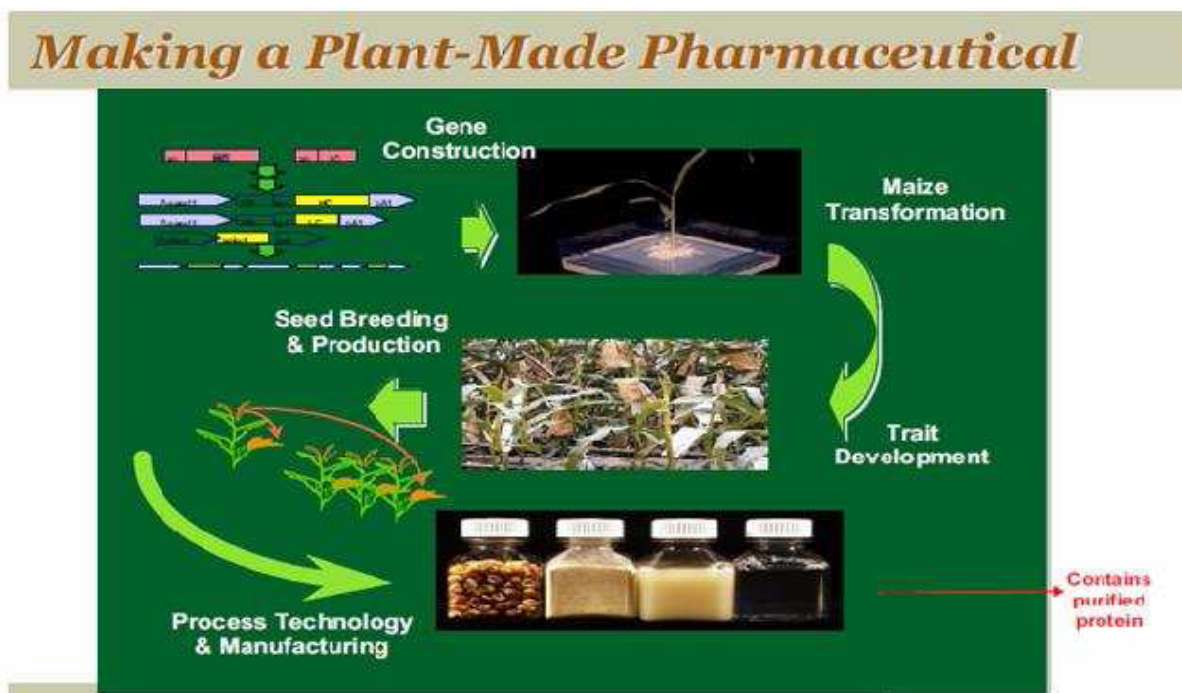 Making a Plant-Made Pharmaceutical
Gene
Construction
Maize
Transformation
Seed Breeding
& Production
Trait
Development
Process Technology
& Manufacturing
Contains
purified
protein